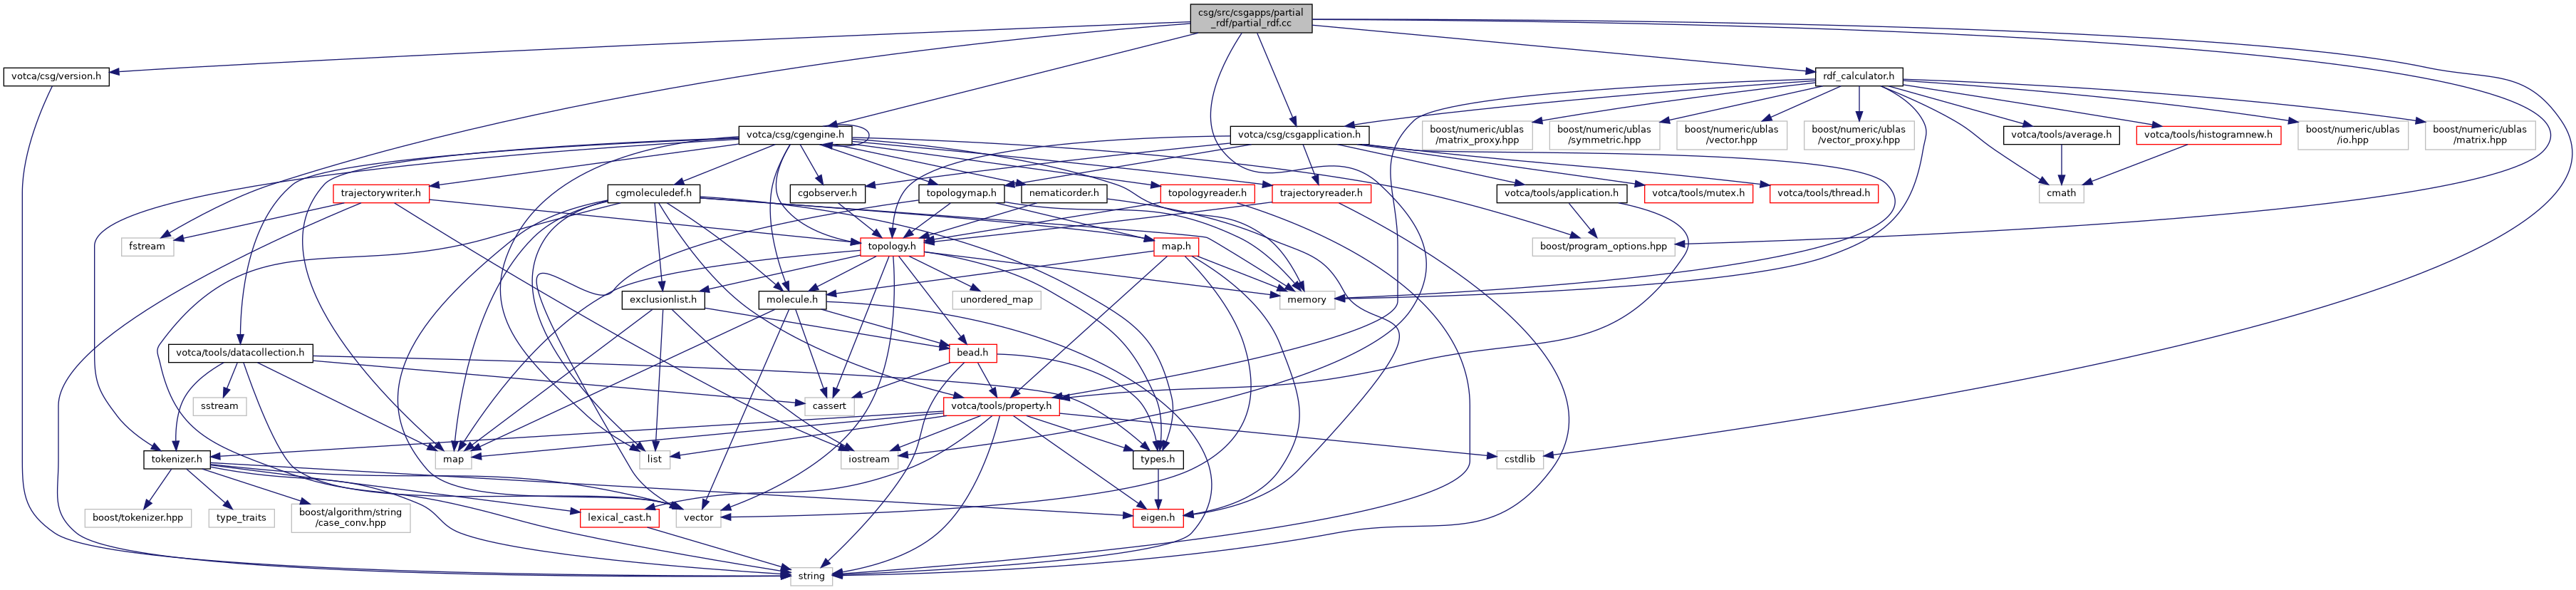 csg/src/csgapps/partial
_rdf/partial_rdf.cc
votca/csg/version.h
rdf_calculator.h
votca/csg/cgengine.h
votca/csg/csgapplication.h
boost/numeric/ublas
/matrix_proxy.hpp
boost/numeric/ublas
/symmetric.hpp
boost/numeric/ublas
/vector.hpp
boost/numeric/ublas
/vector_proxy.hpp
votca/tools/average.h
votca/tools/histogramnew.h
boost/numeric/ublas
/io.hpp
boost/numeric/ublas
/matrix.hpp
trajectorywriter.h
cgmoleculedef.h
cgobserver.h
topologymap.h
nematicorder.h
topologyreader.h
trajectoryreader.h
votca/tools/application.h
votca/tools/mutex.h
votca/tools/thread.h
cmath
fstream
topology.h
map.h
boost/program_options.hpp
exclusionlist.h
molecule.h
unordered_map
memory
votca/tools/datacollection.h
bead.h
sstream
cassert
votca/tools/property.h
tokenizer.h
map
list
iostream
types.h
cstdlib
boost/tokenizer.hpp
type_traits
boost/algorithm/string
/case_conv.hpp
lexical_cast.h
vector
eigen.h
string